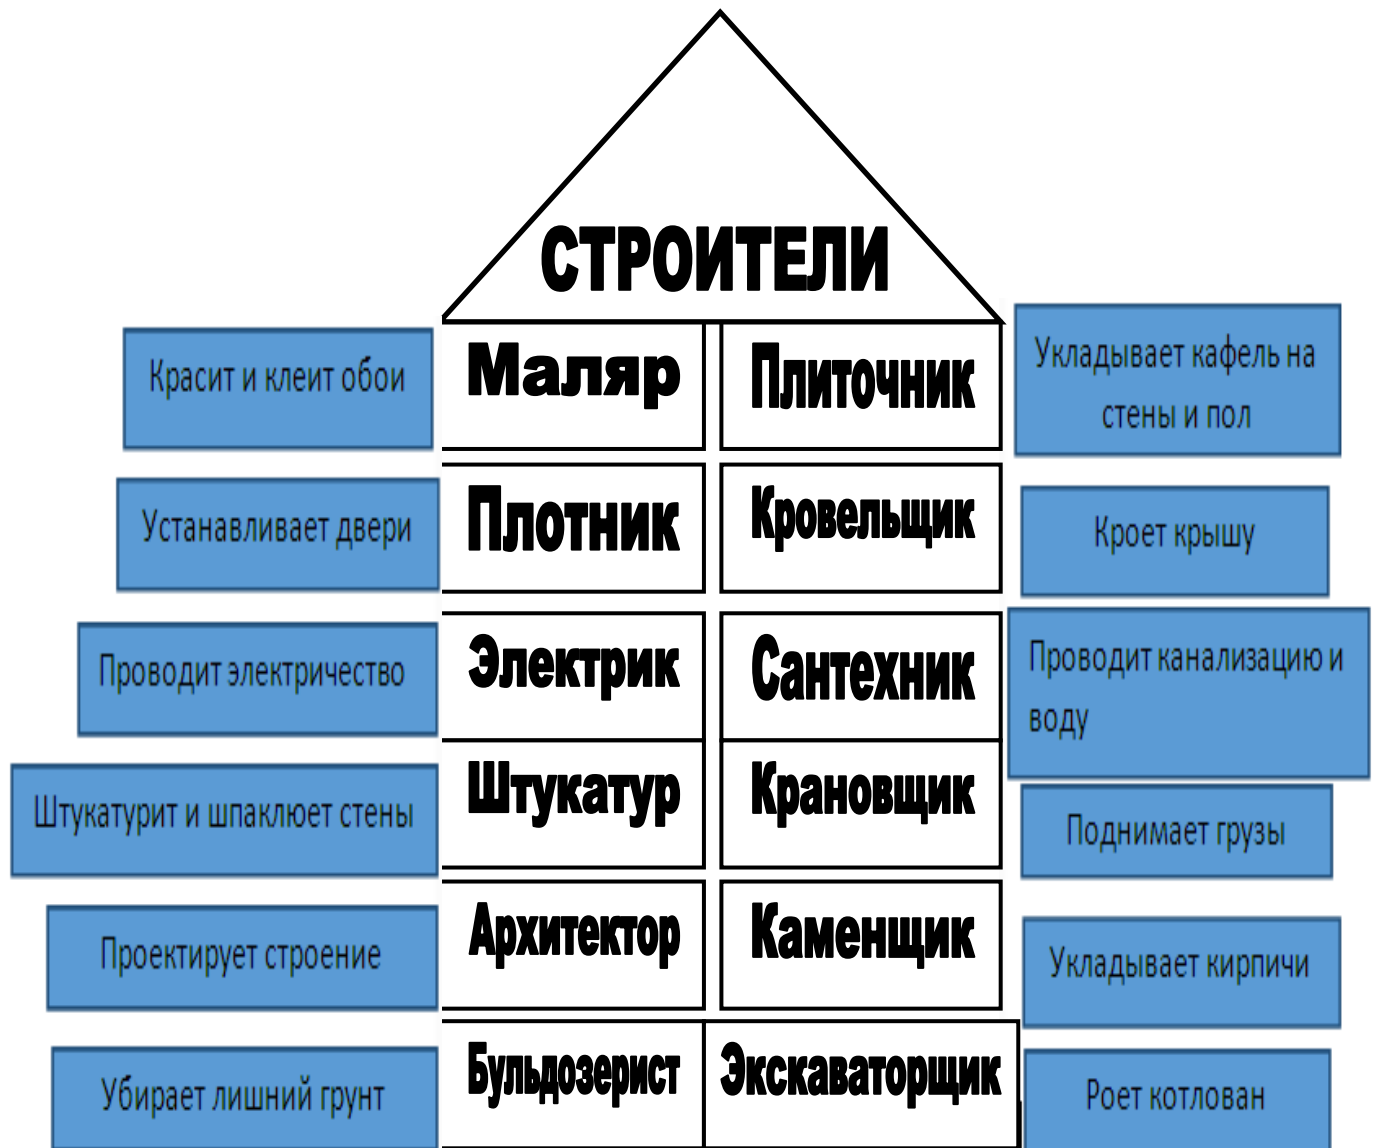 СТРОИТЕЛИ
Красит и клеит обои
Маляр
Плиточник
Укладывает кафель на
стены и пол
Устанавливает двери
Плотник
Кровельщик
Кроет крышу
Проводит электричество
Электрик
Сантехник
Проводит канализацию и
воду
Штукатурит и шпаклюет стены
Штукатур
Крановщик
Поднимает грузы
Проектирует строение
Архитектор
Каменщик
Укладывает кирпичи
Убирает лишний грунт
Бульдозерист
Экскаваторщик
Роет котлован